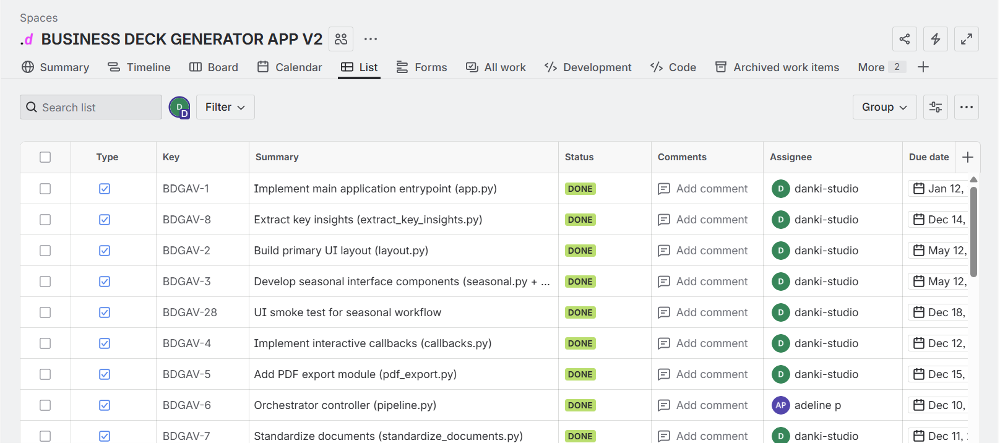 Spaces
.d BUSINESS DECK GENERATOR APP V2
Summary Timeline Board Calendar List Forms All work Development Code Archived work items More 2
Search list D D Filter Group
Type Key Summary Status Comments Assignee Due date
BDGAV-1 Implement main application entrypoint (app.py) DONE Add comment D danki-studio Jan 12,
BDGAV-8 Extract key insights (extract_key_insights.py) DONE Add comment D danki-studio Dec 14,
BDGAV-2 Build primary UI layout (layout.py) DONE Add comment D danki-studio May 12,
BDGAV-3 Develop seasonal interface components (seasonal.py + ... DONE Add comment D danki-studio May 12,
BDGAV-28 UI smoke test for seasonal workflow DONE Add comment D danki-studio Dec 18,
BDGAV-4 Implement interactive callbacks (callbacks.py) DONE Add comment D danki-studio Dec 12,
BDGAV-5 Add PDF export module (pdf_export.py) DONE Add comment D danki-studio Dec 15,
BDGAV-6 Orchestrator controller (pipeline.py) DONE Add comment AP adeline p Dec 10,
BDGAV-7 Standardize documents (standardize_documents.py) DONE Add comment D danki-studio Dec 11,